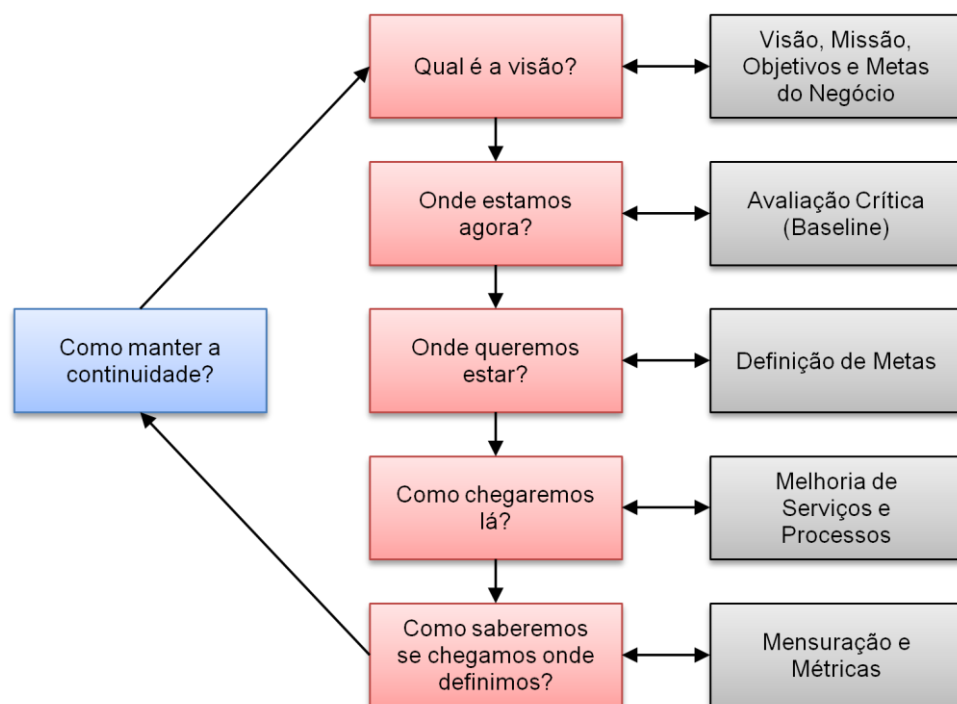 Qual é a visão?
Visão, Missão,
Objetivos e Metas
do Negócio
Onde estamos
agora?
Avaliação Crítica
(Baseline)
Como manter a
continuidade?
Onde queremos
estar?
Definição de Metas
Como chegaremos
lá?
Melhoria de
Serviços e
Processos
Como saberemos
se chegamos onde
definimos?
Mensuração e
Métricas